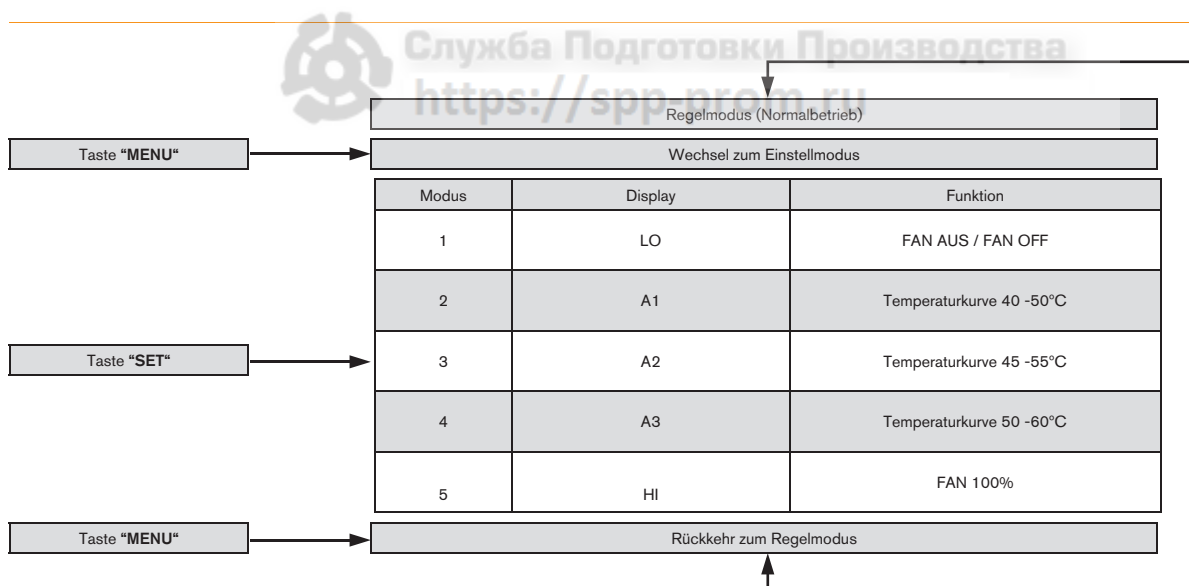 Служба Подготовки Производства
https://spp-prom.ru
Regelmodus (Normalbetrieb)
Taste “MENU“
Wechsel zum Einstellmodus
Modus Display Funktion
1 LO FAN AUS / FAN OFF
2 A1 Temperaturkurve 40 -50°C
Taste “SET“
3 A2 Temperaturkurve 45 -55°C
4 A3 Temperaturkurve 50 -60°C
5 HI FAN 100%
Taste “MENU“
Rückkehr zum Regelmodus